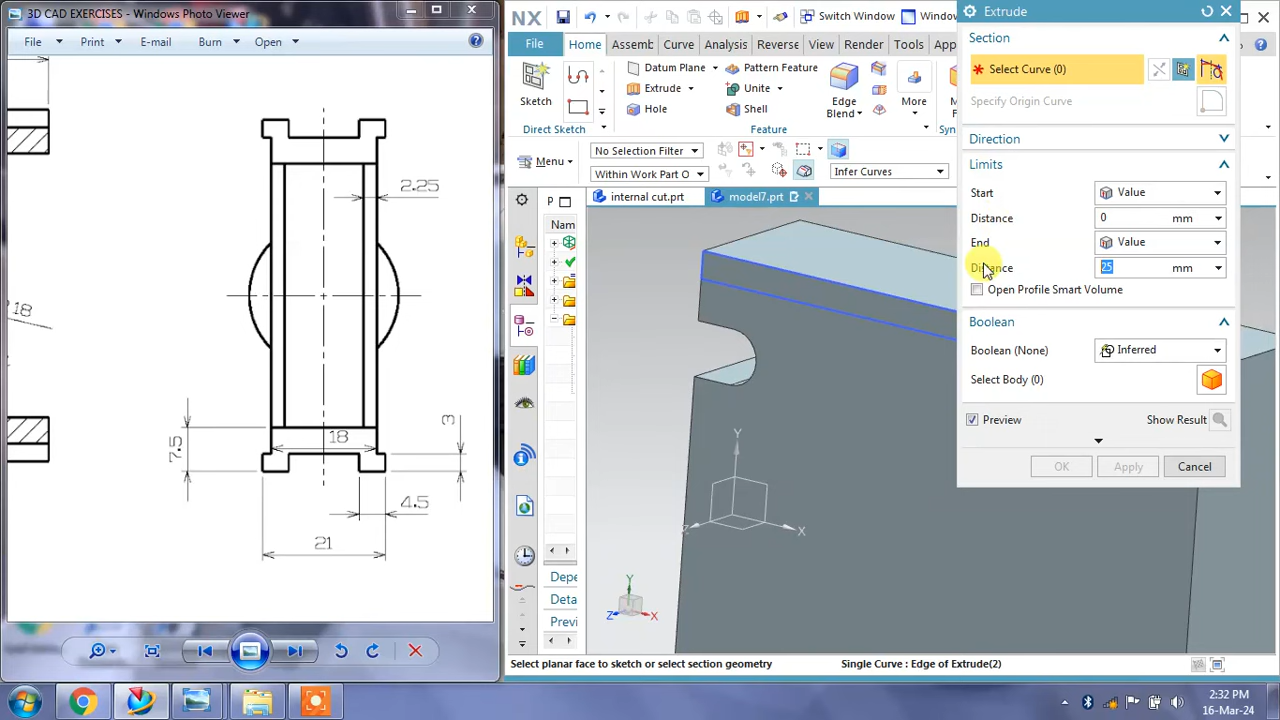 3D CAD EXERCISES - Windows Photo Viewer
File Print E-mail Burn Open
2.25
18
18
7.5
3
4.5
21
NX Switch Window Window
File Home Assemb Curve Analysis Reverse View Render Tools App
Sketch
Datum Plane
Extrude
Hole
Pattern Feature
Unite
Shell
Edge
Blend
More
Direct Sketch Feature
Menu
No Selection Filter
Within Work Part O
Infer Curves
internal cut.prt model7.prt
P
Nam
Depe
Deta
Previ
Y
X
Z
Y
Z
X
Extrude
Section
Select Curve (0)
Specify Origin Curve
Direction
Limits
Start Value
Distance 0 mm
End Value
Distance 25 mm
Open Profile Smart Volume
Boolean
Boolean (None) Inferred
Select Body (0)
Preview Show Result
OK Apply Cancel
Select planar face to sketch or select section geometry Single Curve : Edge of Extrude(2)
2:32 PM
16-Mar-24